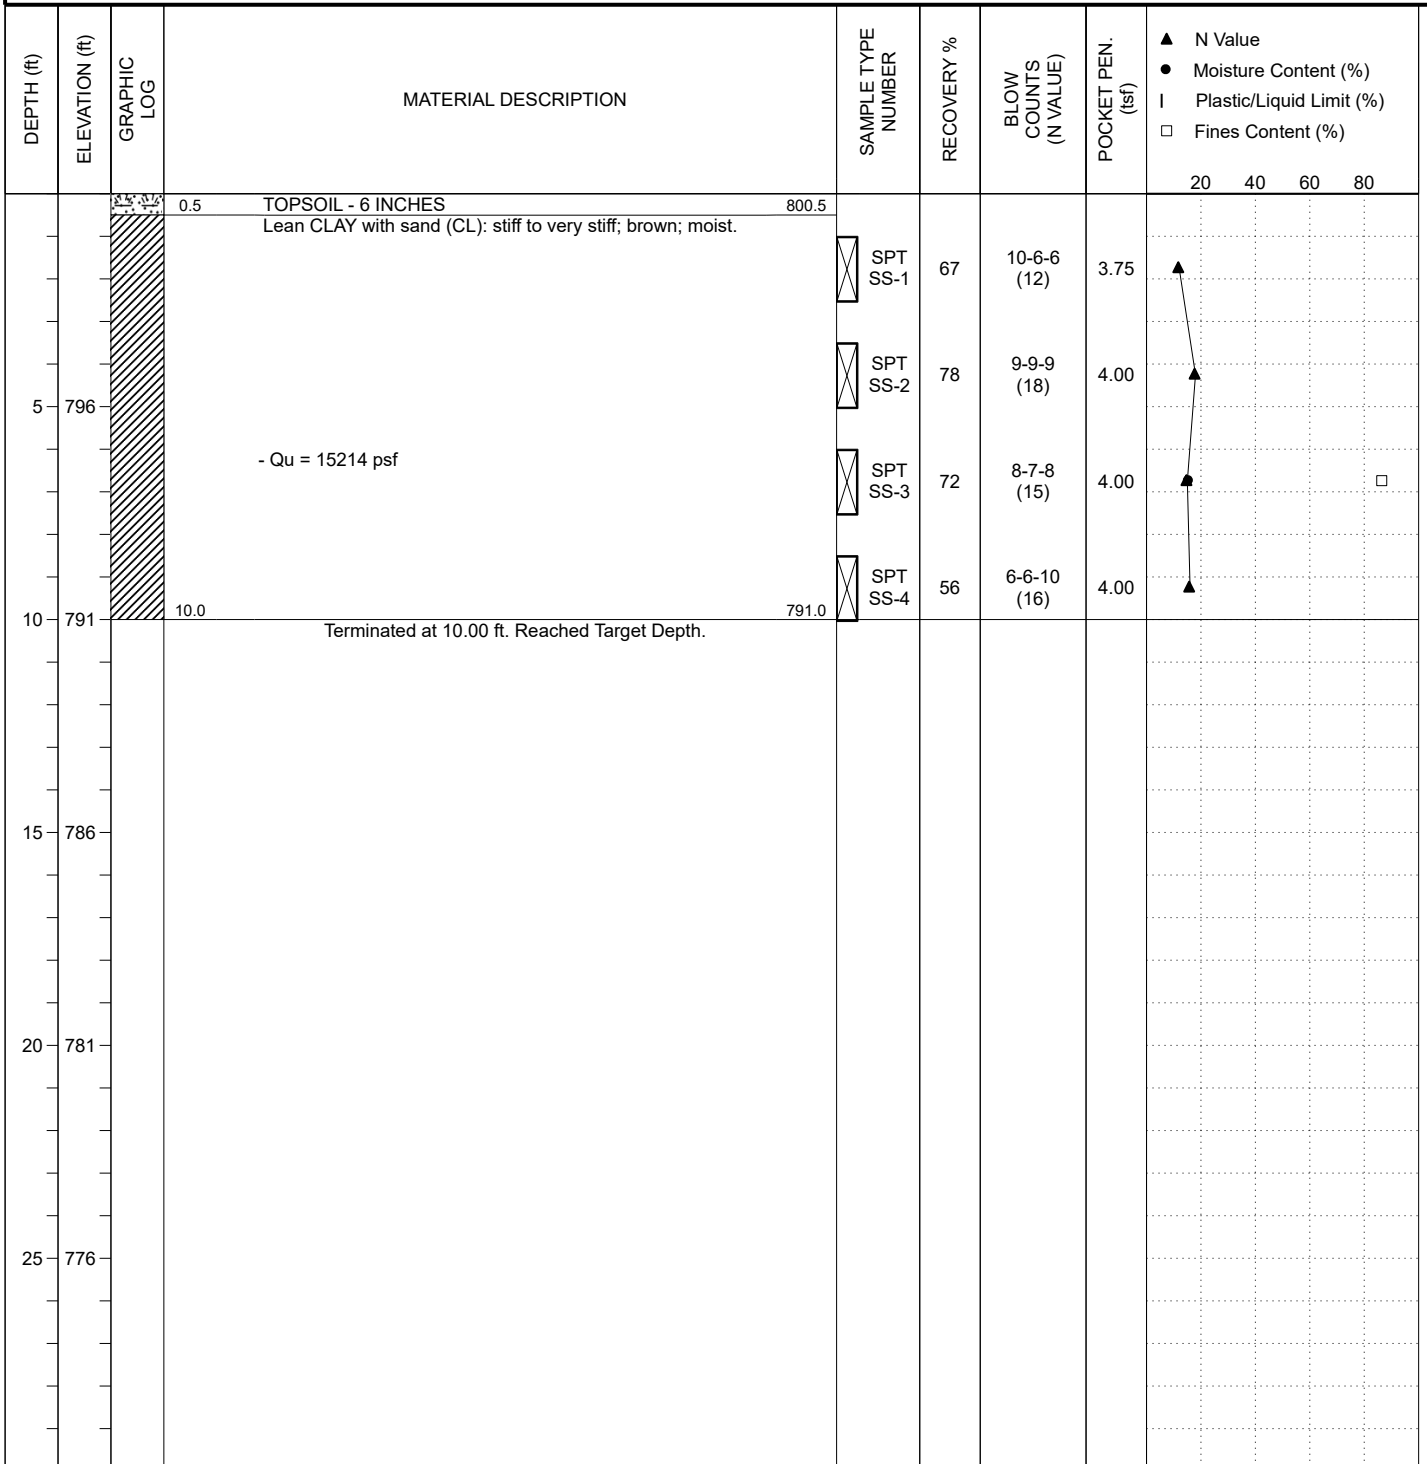 DEPTH (ft)
ELEVATION (ft)
GRAPHIC
LOG
MATERIAL DESCRIPTION
SAMPLE TYPE
NUMBER
RECOVERY %
BLOW
COUNTS
(N VALUE)
POCKET PEN.
(tsf)
N Value
Moisture Content (%)
Plastic/Liquid Limit (%)
Fines Content (%)
20 40 60 80
0.5 TOPSOIL - 6 INCHES 800.5
Lean CLAY with sand (CL): stiff to very stiff; brown; moist.
SPT
SS-1
67
10-6-6
(12)
3.75
SPT
SS-2
78
9-9-9
(18)
4.00
5 796
- Qu = 15214 psf
SPT
SS-3
72
8-7-8
(15)
4.00
SPT
SS-4
56
6-6-10
(16)
4.00
10.0 791.0
10 791
Terminated at 10.00 ft. Reached Target Depth.
15 786
20 781
25 776